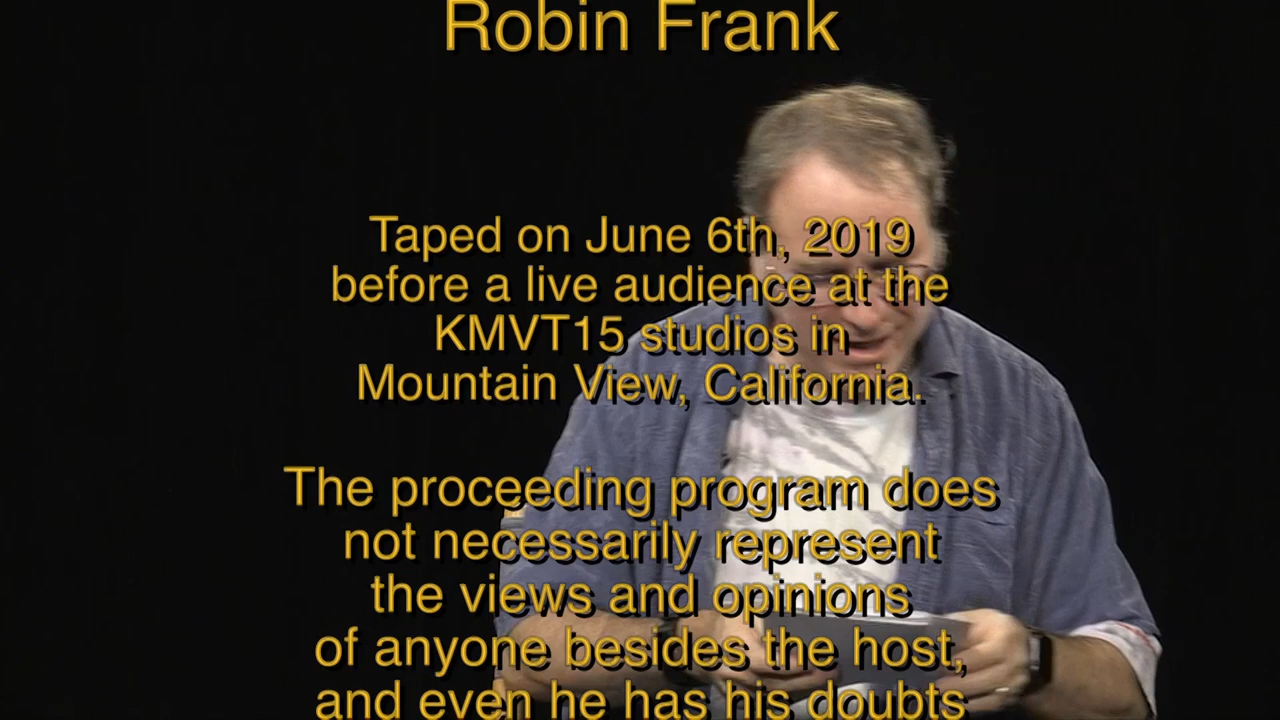 Robin Frank
Taped on June 6th, 2019
before a live audience at the
KMVT15 studios in
Mountain View, California.
The proceeding program does
not necessarily represent
the views and opinions
of anyone besides the host,
and even he has his doubts